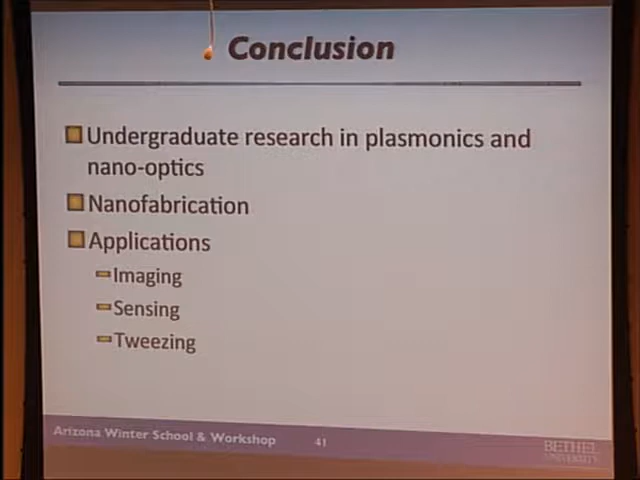 Conclusion
Undergraduate research in plasmonics and
nano-optics
Nanofabrication
Applications
Imaging
Sensing
Tweezing
Arizona Winter School & Workshop 41
BETHEL
UNIVERSITY